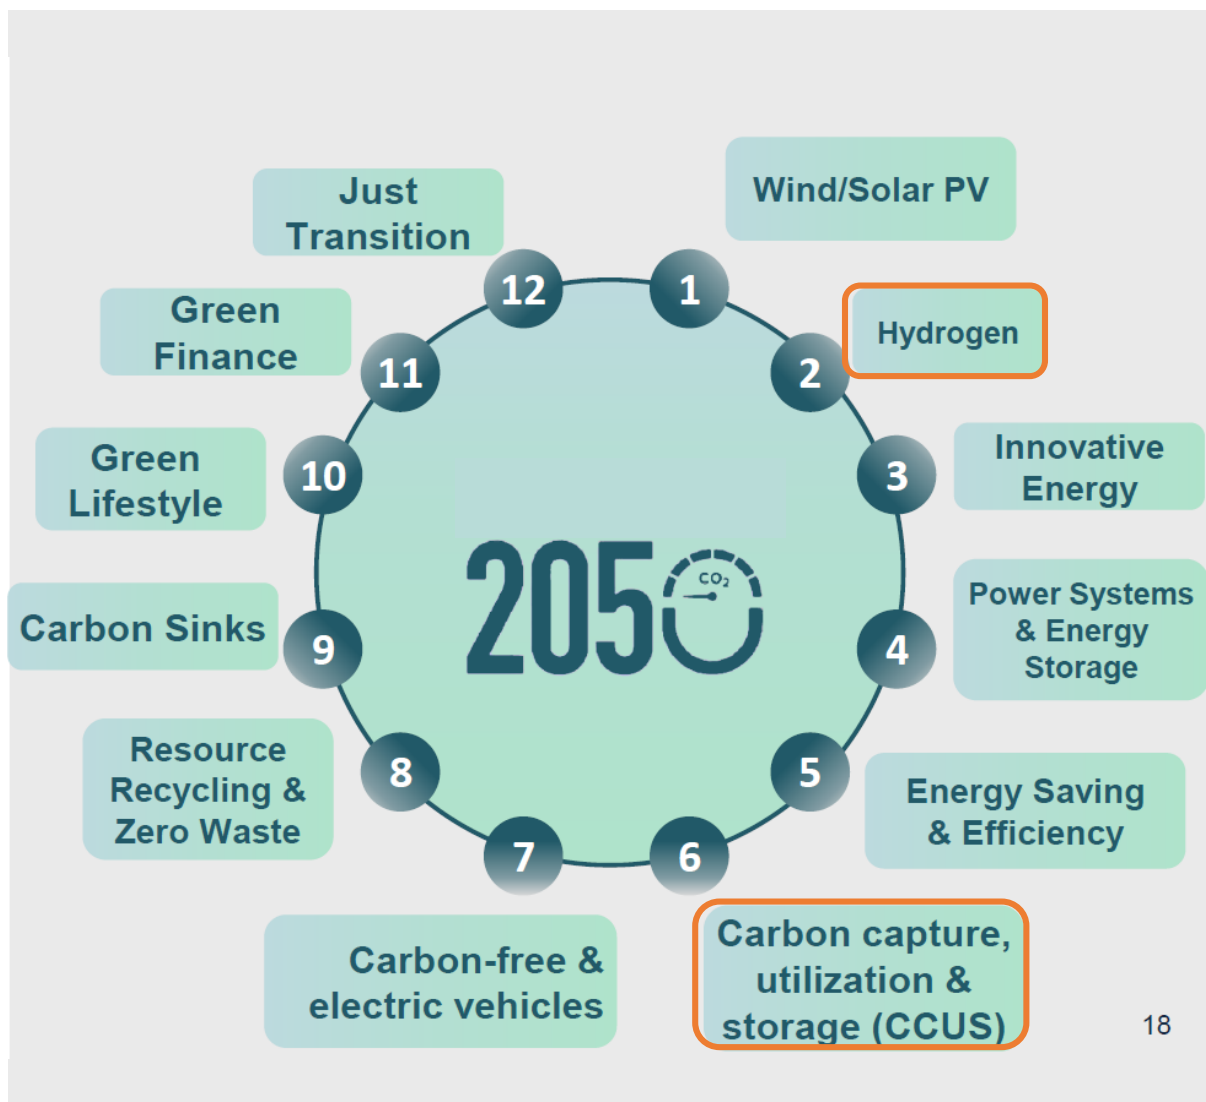 Wind/Solar PV
1
Hydrogen
2
Innovative
Energy
3
Power Systems
& Energy
Storage
4
Energy Saving
& Efficiency
5
Carbon capture,
utilization &
storage (CCUS)
6
Carbon-free &
electric vehicles
7
Resource
Recycling &
Zero Waste
8
Carbon Sinks
9
Green
Lifestyle
10
Green
Finance
11
Just
Transition
12
2050
CO₂
18